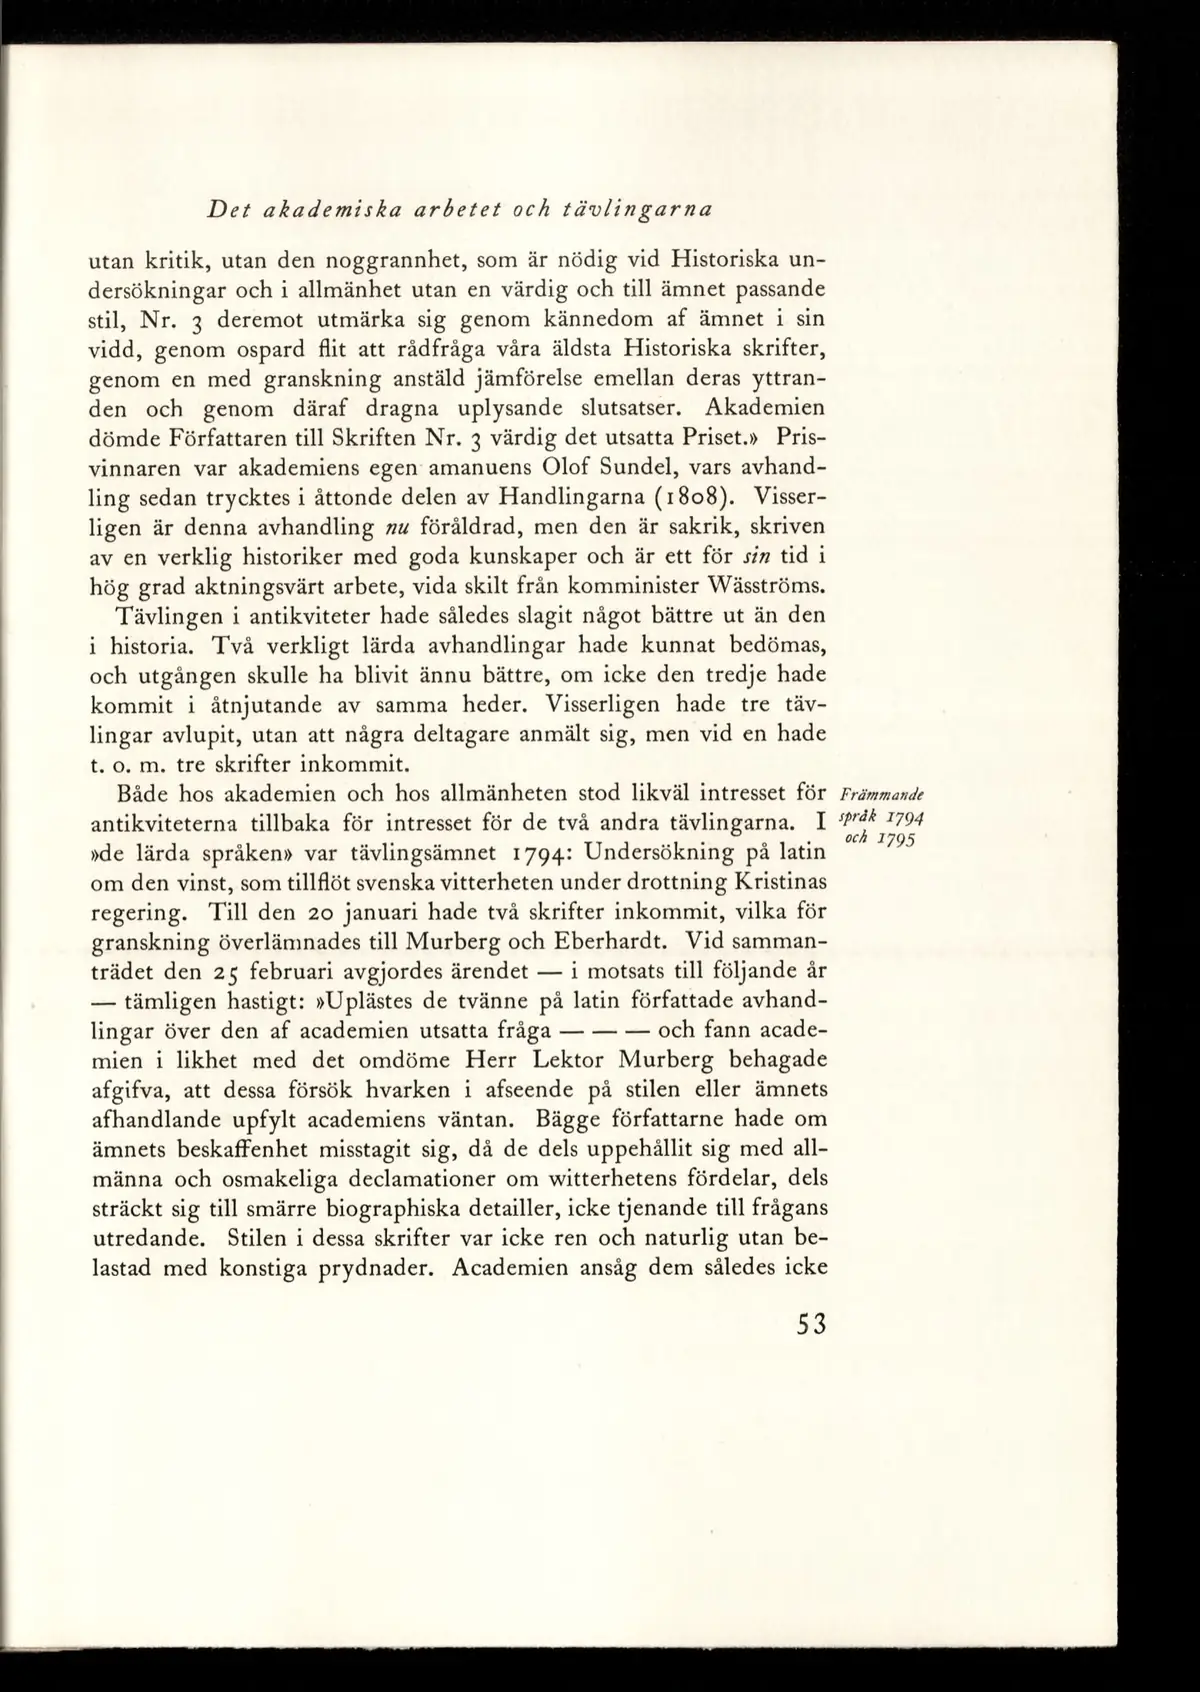 Det akademiska arbetet och tävlingarna
utan kritik, utan den noggrannhet, som är nödig vid Historiska un-
dersökningar och i allmänhet utan en värdig och till ämnet passande
stil, Nr. 3 deremot utmärka sig genom kännedom af ämnet i sin
vidd, genom ospard flit att rådfråga våra äldsta Historiska skrifter,
genom en med granskning anstäld jämförelse emellan deras yttran-
den och genom däraf dragna uplysande slutsatser. Akademien
dömde Författaren till Skriften Nr. 3 värdig det utsatta Priset.» Pris-
vinnaren var akademiens egen amanuens Olof Sundel, vars avhand-
ling sedan trycktes i åttonde delen av Handlingarna (1808). Visser-
ligen är denna avhandling nu föråldrad, men den är sakrik, skriven
av en verklig historiker med goda kunskaper och är ett för sin tid i
hög grad aktningsvärt arbete, vida skilt från komminister Wäsströms.
Tävlingen i antikviteter hade således slagit något bättre ut än den
i historia. Två verkligt lärda avhandlingar hade kunnat bedömas,
och utgången skulle ha blivit ännu bättre, om icke den tredje hade
kommit i åtnjutande av samma heder. Visserligen hade tre täv-
lingar avlupit, utan att några deltagare anmält sig, men vid en hade
t. o. m. tre skrifter inkommit.
Både hos akademien och hos allmänheten stod likväl intresset för
antikviteterna tillbaka för intresset för de två andra tävlingarna. I
»de lärda språken» var tävlingsämnet 1794: Undersökning på latin
om den vinst, som tillflöt svenska vitterheten under drottning Kristinas
regering. Till den 20 januari hade två skrifter inkommit, vilka för
granskning överlämnades till Murberg och Eberhardt. Vid samman-
trädet den 25 februari avgjordes ärendet — i motsats till följande år
— tämligen hastigt: »Uplästes de tvänne på latin författade avhand-
lingar över den af academien utsatta fråga — — — och fann acade-
mien i likhet med det omdöme Herr Lektor Murberg behagade
afgifva, att dessa försök hvarken i afseende på stilen eller ämnets
afhandlande upfylt academiens väntan. Bägge författarne hade om
ämnets beskaffenhet misstagit sig, då de dels uppehållit sig med all-
männa och osmakeliga declamationer om witterhetens fördelar, dels
sträckt sig till smärre biographiska detailler, icke tjenande till frågans
utredande. Stilen i dessa skrifter var icke ren och naturlig utan be-
lastad med konstiga prydnader. Academien ansåg dem således icke
Främmande
språk 1794
och 1795
53